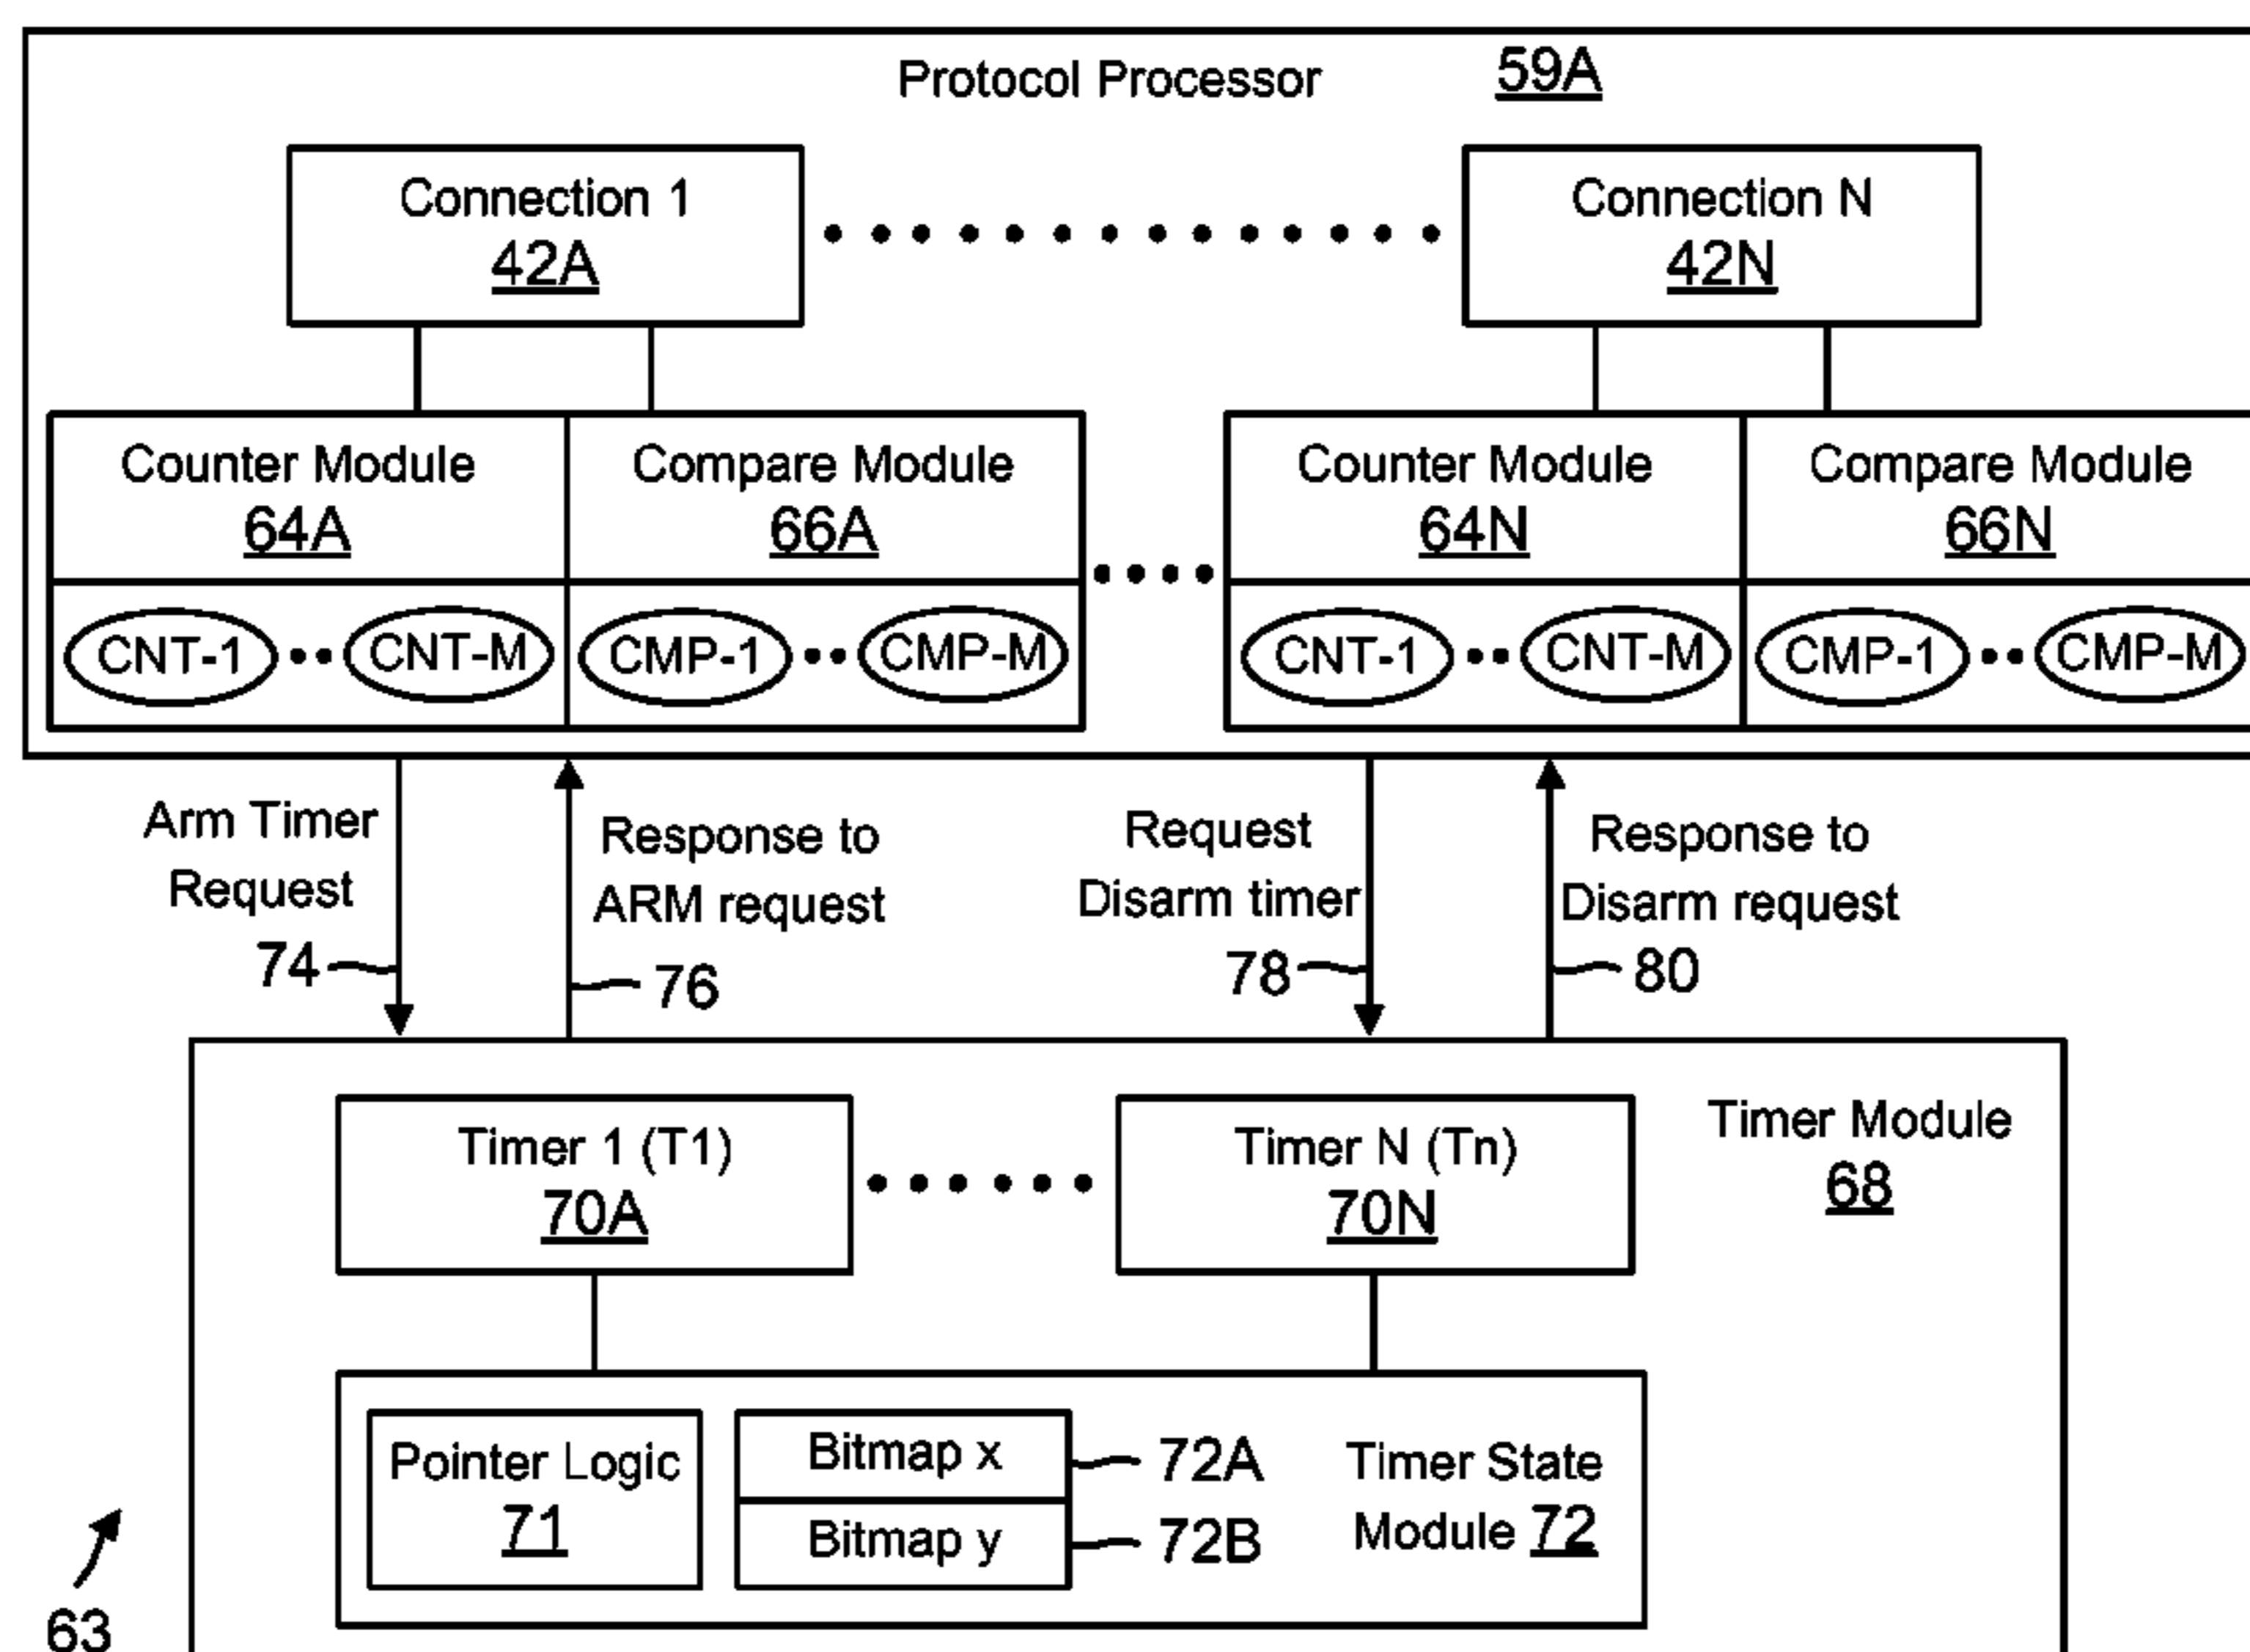 Protocol Processor 59A
Connection 1
42A
Connection N
42N
Counter Module
64A
Compare Module
66A
Counter Module
64N
Compare Module
66N
CNT-1 CNT-M CMP-1 CMP-M
CNT-1 CNT-M CMP-1 CMP-M
Arm Timer
Request
74
Response to
ARM request
76
Request
Disarm timer
78
Response to
Disarm request
80
Timer 1 (T1)
70A
Timer N (Tn)
70N
Timer Module
68
Pointer Logic
71
Bitmap x
72A
Bitmap y
72B
Timer State
Module 72
63